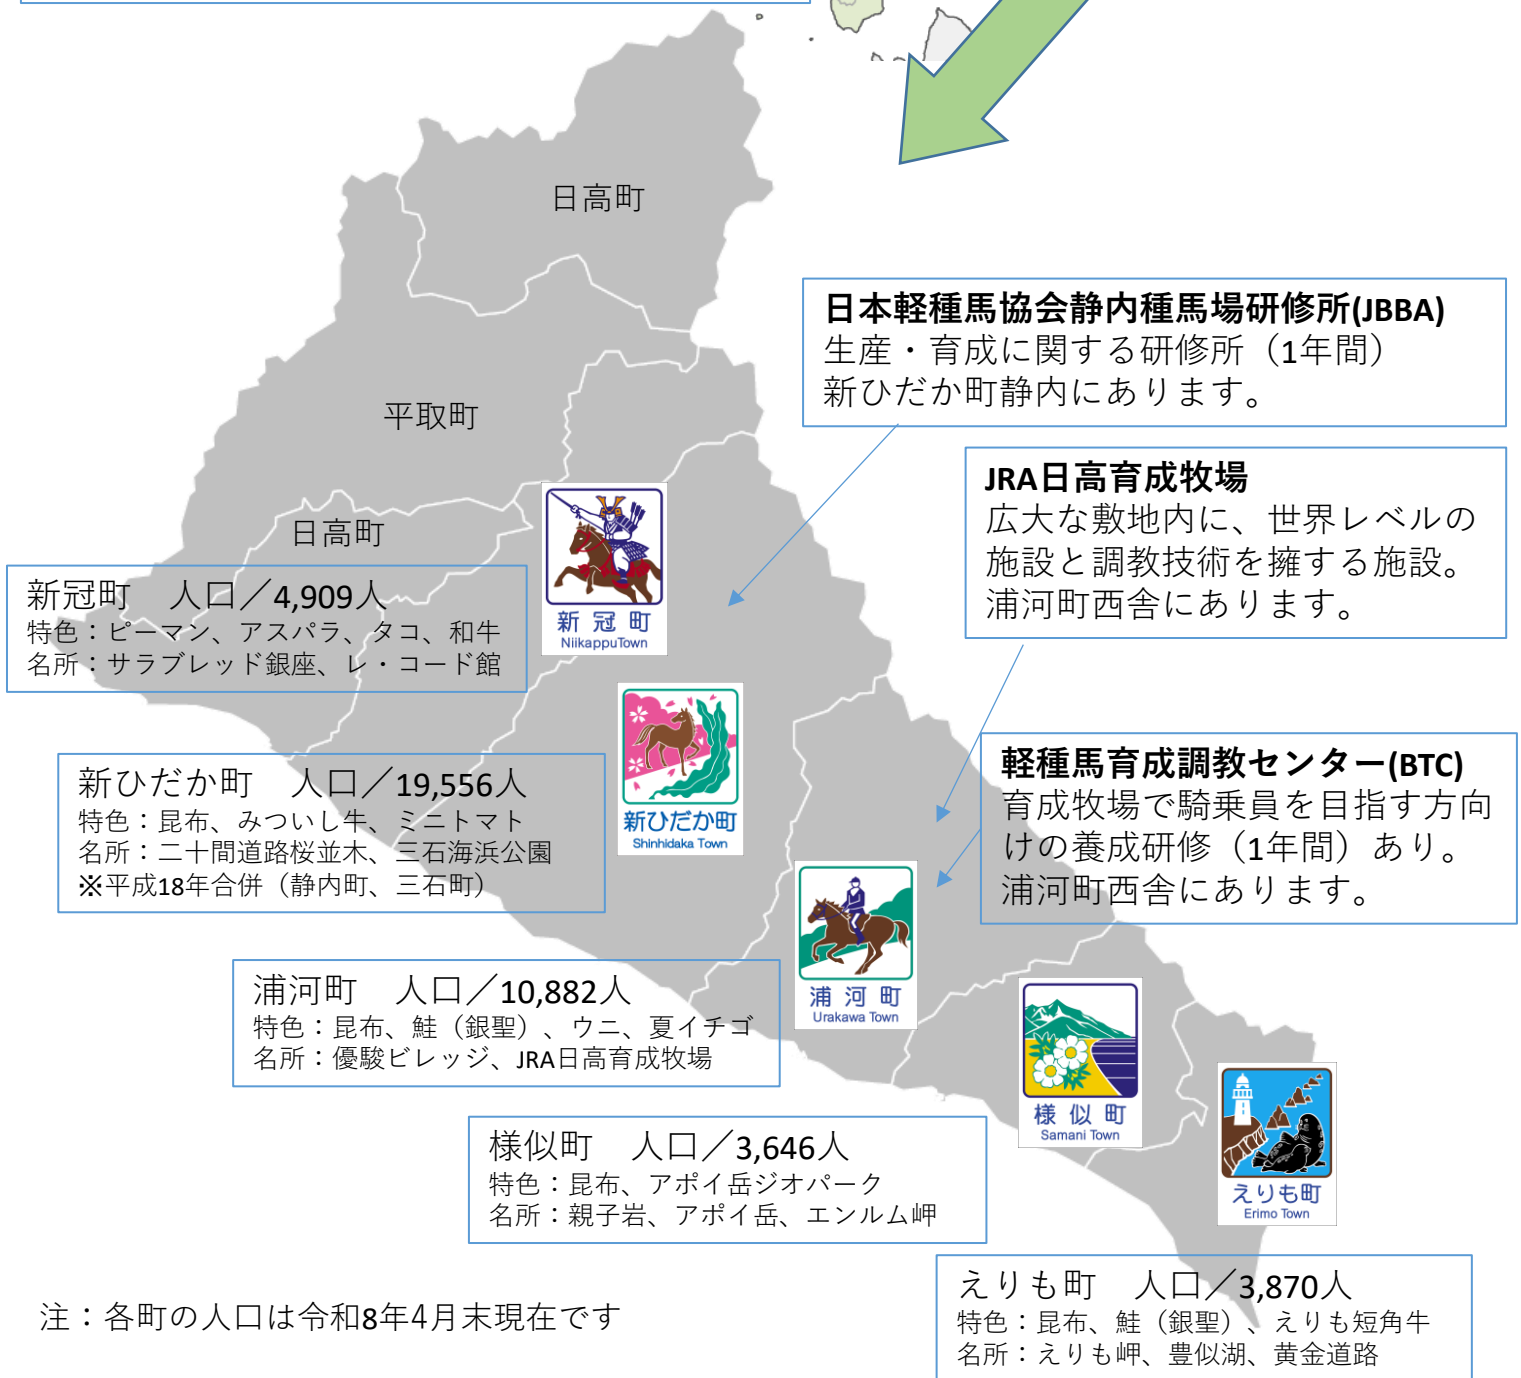 日高町
日本軽種馬協会静内種馬場研修所(JBBA)
生産・育成に関する研修所（1年間）
新ひだか町静内にあります。
平取町
JRA日高育成牧場
広大な敷地内に、世界レベルの
施設と調教技術を擁する施設。
浦河町西舎にあります。
日高町
新冠町　人口／4,909人
特色：ピーマン、アスパラ、タコ、和牛
名所：サラブレッド銀座、レ・コード館
新冠町
NiikappuTown
新ひだか町　人口／19,556人
特色：昆布、みついし牛、ミニトマト
名所：二十間道路桜並木、三石海浜公園
※平成18年合併（静内町、三石町）
新ひだか町
Shinhidaka Town
軽種馬育成調教センター(BTC)
育成牧場で騎乗員を目指す方向
けの養成研修（1年間）あり。
浦河町西舎にあります。
浦河町　人口／10,882人
特色：昆布、鮭（銀聖）、ウニ、夏イチゴ
名所：優駿ビレッジ、JRA日高育成牧場
浦河町
Urakawa Town
様似町　人口／3,646人
特色：昆布、アポイ岳ジオパーク
名所：親子岩、アポイ岳、エンルム岬
様似町
Samani Town
えりも町
Erimo Town
えりも町　人口／3,870人
特色：昆布、鮭（銀聖）、えりも短角牛
名所：えりも岬、豊似湖、黄金道路
注：各町の人口は令和8年4月末現在です